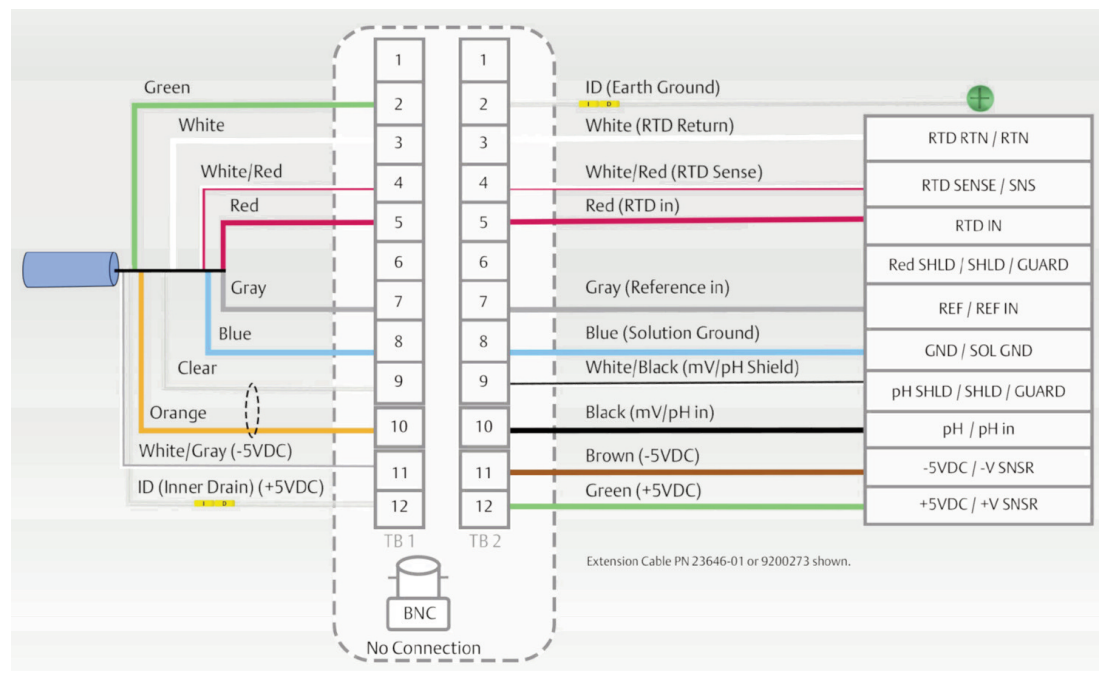 Green
White
White/Red
Red
Gray
Blue
Clear
Orange
White/Gray (-5VDC)
ID (Inner Drain) (+5VDC)
I D
1
2
3
4
5
6
7
8
9
10
11
12
TB 1
1
2
3
4
5
6
7
8
9
10
11
12
TB 2
BNC
No Connection
ID (Earth Ground)
I D
White (RTD Return)
White/Red (RTD Sense)
Red (RTD in)
Gray (Reference in)
Blue (Solution Ground)
White/Black (mV/pH Shield)
Black (mV/pH in)
Brown (-5VDC)
Green (+5VDC)
RTD RTN / RTN
RTD SENSE / SNS
RTD IN
Red SHLD / SHLD / GUARD
REF / REF IN
GND / SOL GND
pH SHLD / SHLD / GUARD
pH / pH in
-5VDC / -V SNSR
+5VDC / +V SNSR
Extension Cable PN 23646-01 or 9200273 shown.